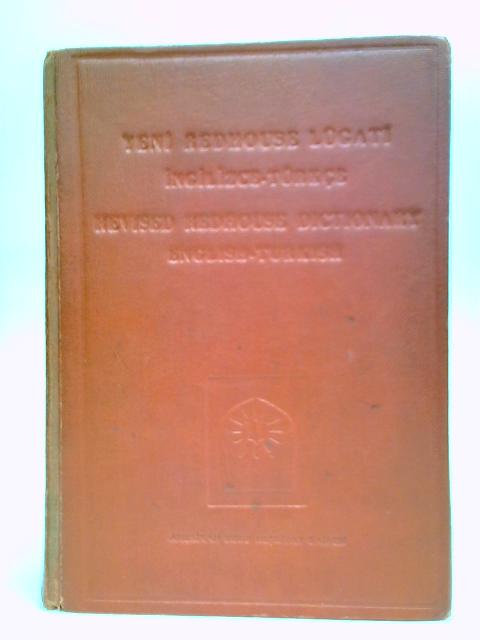 YENİ REDHOUSE LÛGATİ
İNGİLİZCE-TÜRKÇE
REVISED REDHOUSE DICTIONARY
ENGLISH-TURKISH